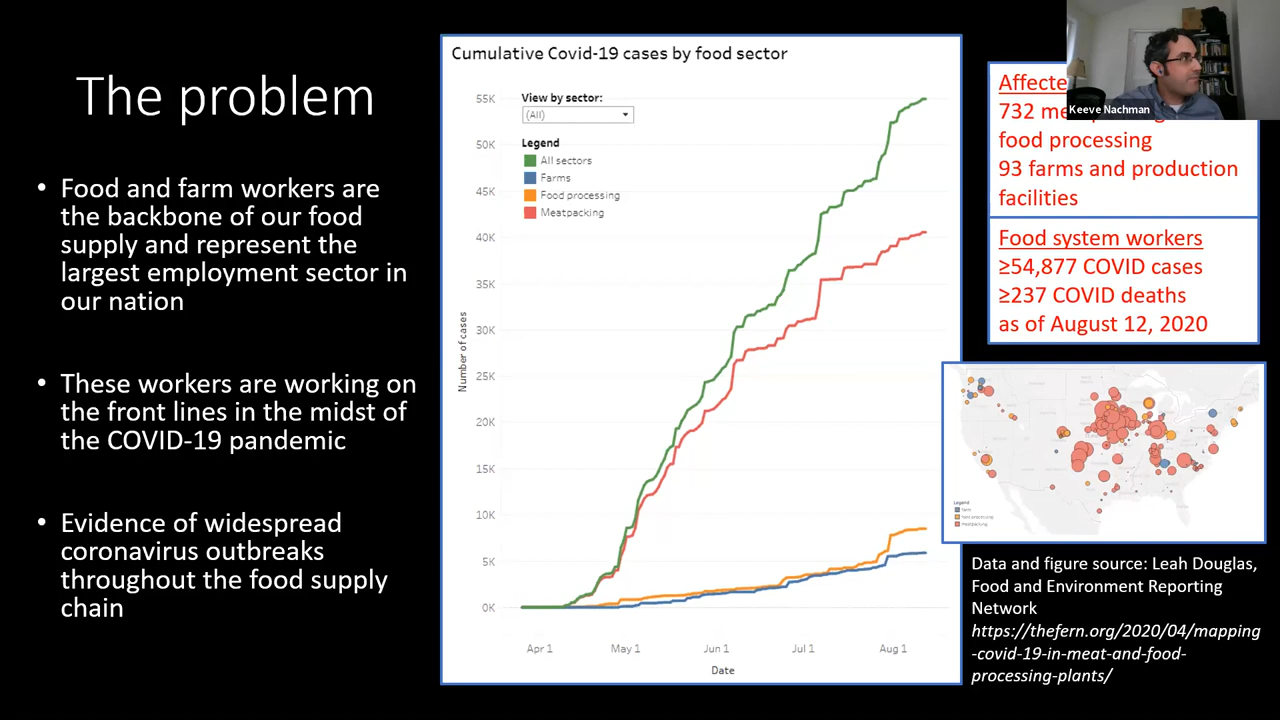 The problem
• Food and farm workers are
the backbone of our food
supply and represent the
largest employment sector in
our nation
• These workers are working on
the front lines in the midst of
the COVID-19 pandemic
• Evidence of widespread
coronavirus outbreaks
throughout the food supply
chain
Cumulative Covid-19 cases by food sector
View by sector:
(All)
Legend
All sectors
Farms
Food processing
Meatpacking
55K
50K
45K
40K
35K
30K
25K
20K
15K
10K
5K
0K
Number of cases
Apr 1 May 1 Jun 1 Jul 1 Aug 1
Date
Keeve Nachman
732
food processing
93 farms and production
facilities
Food system workers
≥54,877 COVID cases
≥237 COVID deaths
as of August 12, 2020
Legend
Farm
Food processing
Meatpacking
Data and figure source: Leah Douglas,
Food and Environment Reporting
Network
https://thefern.org/2020/04/mapping
-covid-19-in-meat-and-food-
processing-plants/